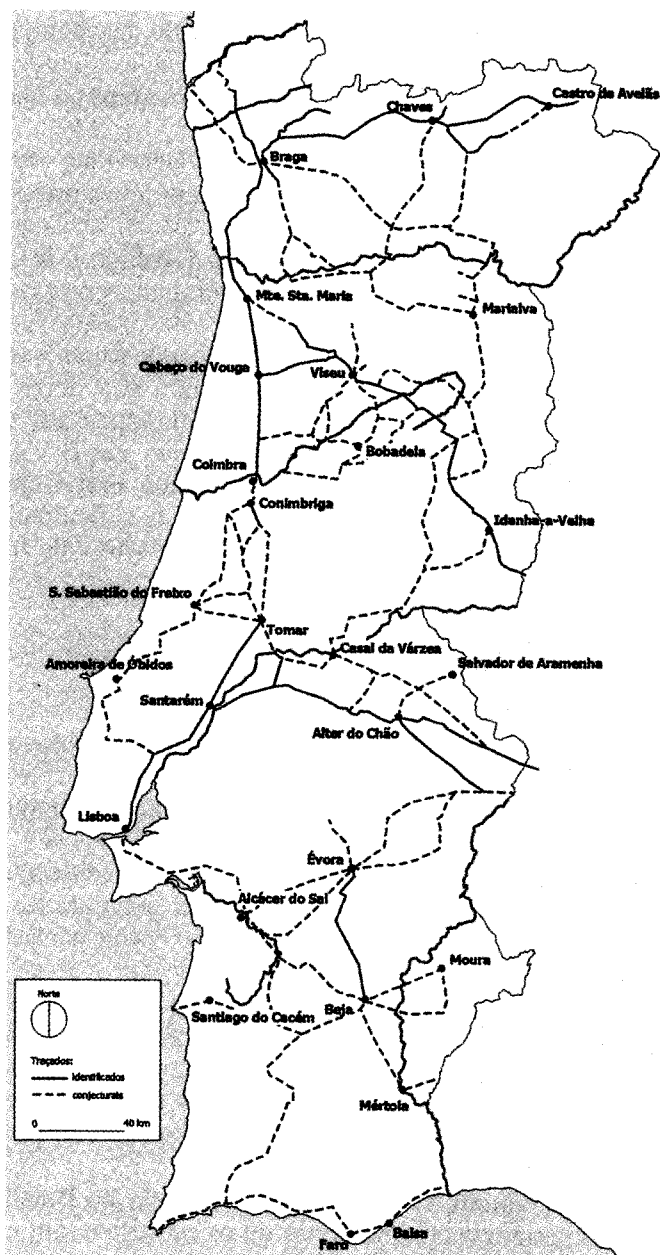 Castro de Avelãs
Chaves
Braga
Mte. Sta. Maria
Marialva
Cabeço do Vouga
Viseu
Bobadela
Coimbra
Conimbriga
Idanha-a-Velha
S. Sebastião do Freixo
Tomar
Casal da Várzea
Amoreira de Óbidos
Salvador de Aramenha
Santarém
Alter do Chão
Lisboa
Évora
Alcácer do Sal
Moura
Norte
Santiago do Cacém
Beja
Traçados:
identificados
conjecturais
0 40 km
Mértola
Balsa
Faro